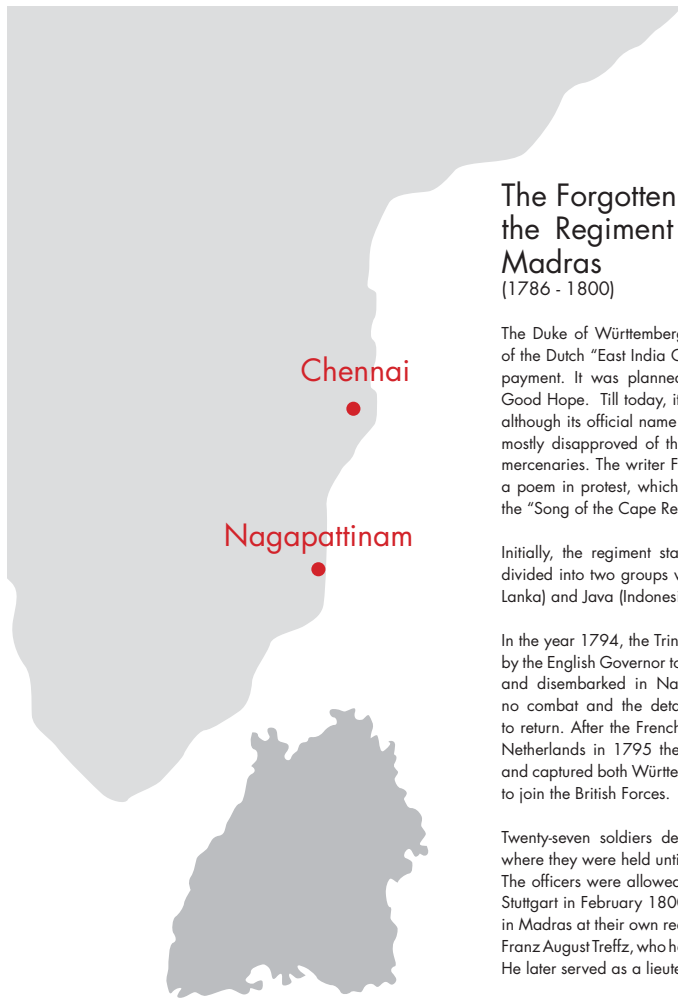 Chennai
Nagapattinam
The Forgotten
the Regiment
Madras
(1786 - 1800)
The Duke of Württemberg
of the Dutch “East India C
payment. It was planned
Good Hope. Till today, it
although its official name
mostly disapproved of th
mercenaries. The writer F
a poem in protest, which
the “Song of the Cape Re
Initially, the regiment sta
divided into two groups v
Lanka) and Java (Indonesi
In the year 1794, the Trin
by the English Governor to
and disembarked in Na
no combat and the deta
to return. After the French
Netherlands in 1795 the
and captured both Württe
to join the British Forces.
Twenty-seven soldiers de
where they were held unti
The officers were allowed
Stuttgart in February 1800
in Madras at their own rec
Franz August Treffz, who ha
He later served as a lieute